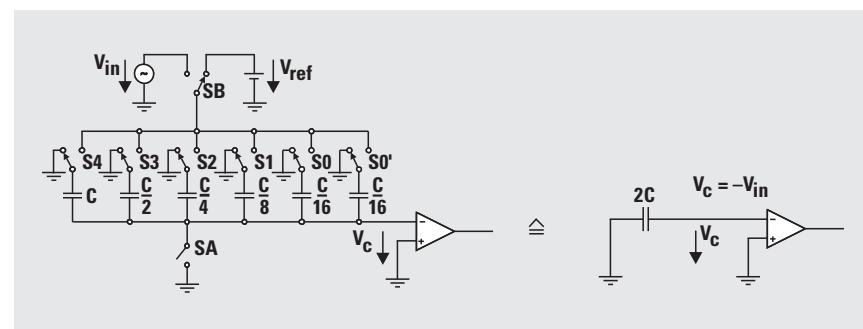 Vin
~
Vref
SB
S4 S3 S2 S1 S0 S0'
C C/2 C/4 C/8 C/16 C/16
SA
Vc
−
+
≙
2C
Vc = –Vin
Vc
−
+